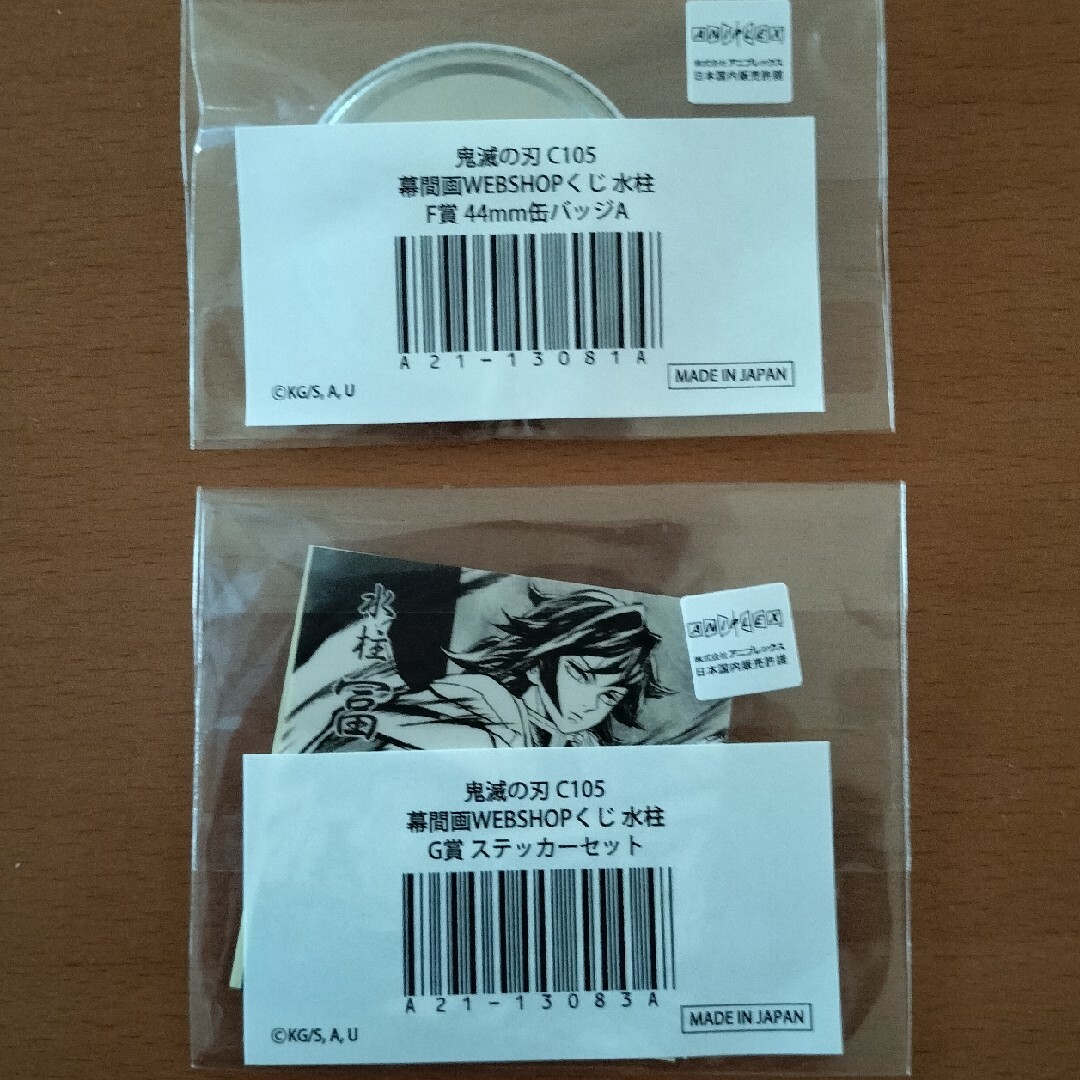 ANIPLEX
株式会社アニプレックス
日本国内販売許諾
鬼滅の刃 C105
幕間画WEBSHOPくじ 水柱
F賞 44mm缶バッジA
A21-13081A
©KG/S, A, U
MADE IN JAPAN
水柱 冨
ANIPLEX
株式会社アニプレックス
日本国内販売許諾
鬼滅の刃 C105
幕間画WEBSHOPくじ 水柱
G賞 ステッカーセット
A21-13083A
©KG/S, A, U
MADE IN JAPAN